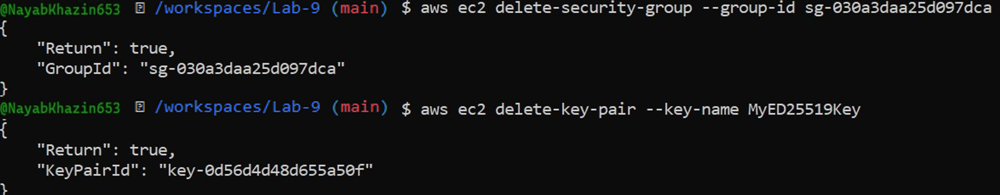 @NayabKhazin653 /workspaces/Lab-9 (main) $ aws ec2 delete-security-group --group-id sg-030a3daa25d097dca
{
    "Return": true,
    "GroupId": "sg-030a3daa25d097dca"
}
@NayabKhazin653 /workspaces/Lab-9 (main) $ aws ec2 delete-key-pair --key-name MyED25519Key
{
    "Return": true,
    "KeyPairId": "key-0d56d4d48d655a50f"
}